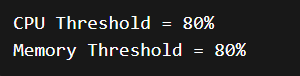 CPU Threshold = 80%
Memory Threshold = 80%